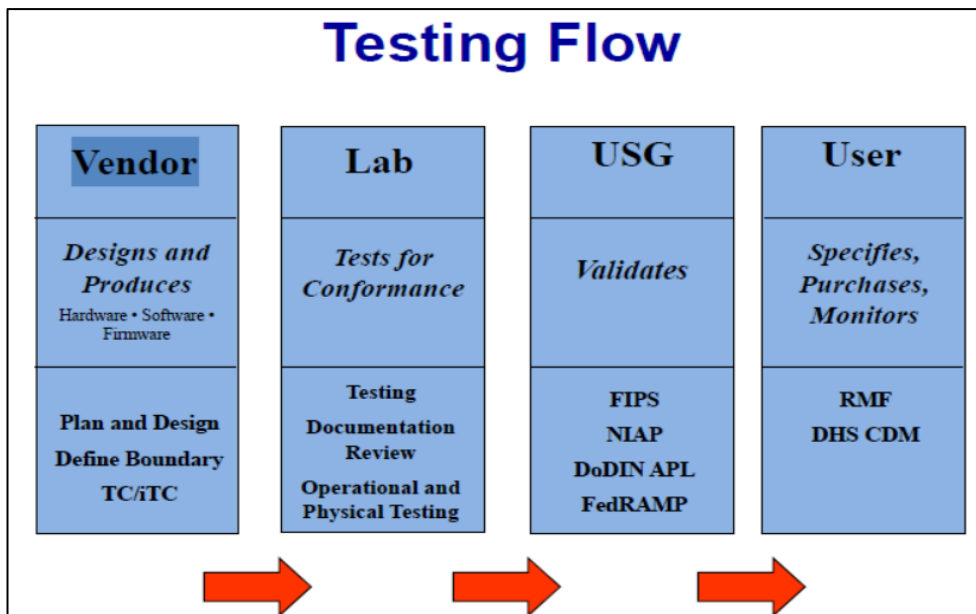 Testing Flow
Vendor
Designs and
Produces
Hardware • Software •
Firmware
Plan and Design
Define Boundary
TC/iTC
Lab
Tests for
Conformance
Testing
Documentation
Review
Operational and
Physical Testing
USG
Validates
FIPS
NIAP
DoDIN APL
FedRAMP
User
Specifies,
Purchases,
Monitors
RMF
DHS CDM